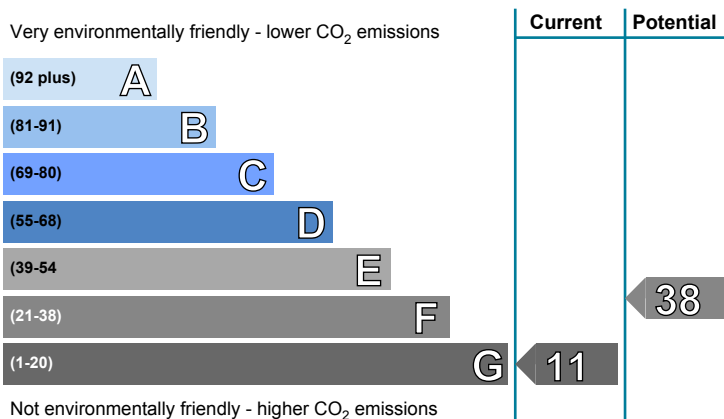 Current Potential
Very environmentally friendly - lower CO2 emissions
(92 plus) A
(81-91) B
(69-80) C
(55-68) D
(39-54 E
38
(21-38) F
(1-20) G 11
Not environmentally friendly - higher CO2 emissions